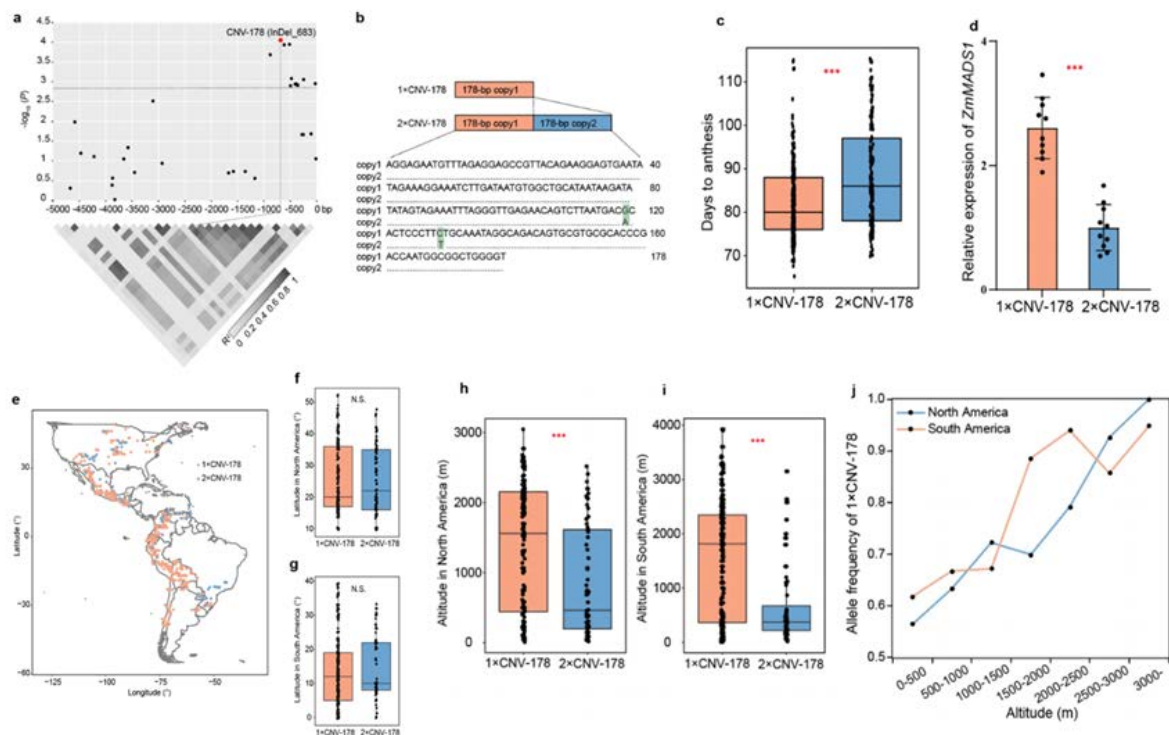 a
CNV-178 (InDel_683)
-log₁₀ (P)
4.5
4
3.5
3
2.5
2
1.5
1
0.5
0
-5000 -4500 -4000 -3500 -3000 -2500 -2000 -1500 -1000 -500 0 bp
R²
0 0.2 0.4 0.6 0.8 1
b
1×CNV-178 178-bp copy1
2×CNV-178 178-bp copy1 178-bp copy2
copy1 AGGAGAATGTTTAGAGGAGCCGTTACAGAAGGAGTGAATA 40
copy2
copy1 TAGAAAGGAAATCTTGATAATGTGGCTGCATAATAAGATA 80
copy2
copy1 TATAGTAGAAATTTAGGGTTGAGAACAGTCTTAATGACGC 120
copy2 A
copy1 ACTCCCTTGTGCAAATAGGCAGACAGTGCGTGCGCACCCG 160
copy2 T
copy1 ACCAATGGCGGCTGGGGT 178
copy2
c
Days to anthesis
110
100
90
80
70
***
1×CNV-178 2×CNV-178
d
Relative expression of ZmMADS1
4
2
0
***
1×CNV-178 2×CNV-178
e
Latitude (°)
30
0
-30
-60
1×CNV-178
2×CNV-178
-125 -100 -75 -50
Longitude (°)
f
Latitude in North America (°)
50
40
30
20
10
N.S.
1×CNV-178 2×CNV-178
g
Latitude in South America (°)
40
30
20
10
0
N.S.
1×CNV-178 2×CNV-178
h
Altitude in North America (m)
3000
2000
1000
0
***
1×CNV-178 2×CNV-178
i
Altitude in South America (m)
4000
3000
2000
1000
0
***
1×CNV-178 2×CNV-178
j
Allele frequency of 1×CNV-178
1.0
0.9
0.8
0.7
0.6
0.5
North America
South America
0-500 500-1000 1000-1500 1500-2000 2000-2500 2500-3000 3000-
Altitude (m)